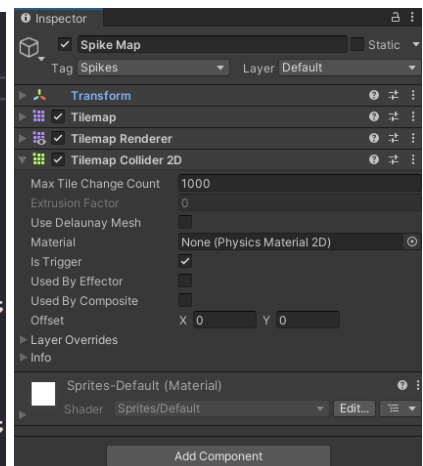 Inspector
Spike Map Static
Tag Spikes Layer Default
Transform
Tilemap
Tilemap Renderer
Tilemap Collider 2D
Max Tile Change Count 1000
Extrusion Factor 0
Use Delaunay Mesh
Material None (Physics Material 2D)
Is Trigger
Used By Effector
Used By Composite
Offset X 0 Y 0
Layer Overrides
Info
Sprites-Default (Material)
Shader Sprites/Default Edit...
Add Component